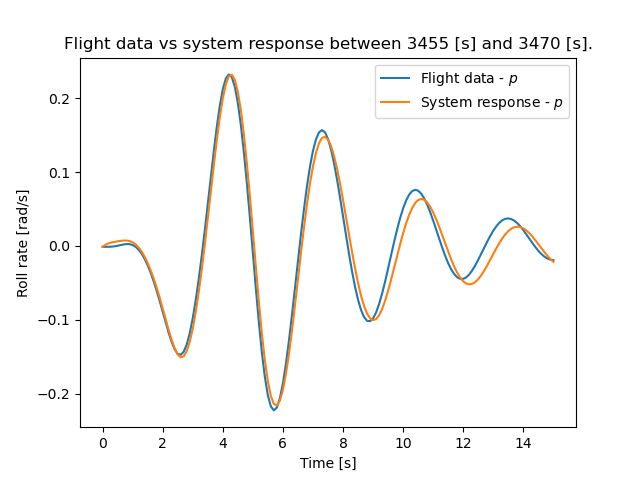 Flight data vs system response between 3455 [s] and 3470 [s].
Flight data - p
System response - p
Roll rate [rad/s]
0.2
0.1
0.0
−0.1
−0.2
0 2 4 6 8 10 12 14
Time [s]